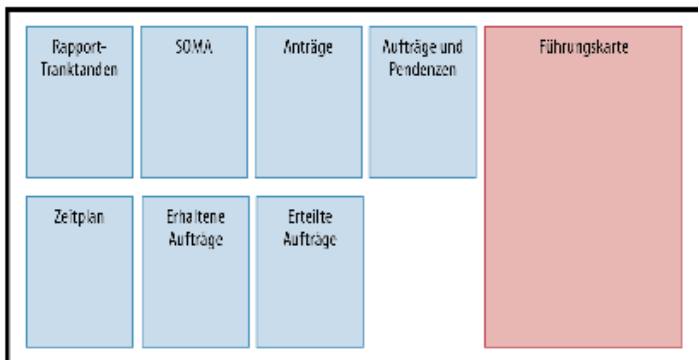 Rapport-
Tranktanden
SOMA
Anträge
Aufträge und
Pendenzen
Führungskarte
Zeitplan
Erhaltene
Aufträge
Erteilte
Aufträge